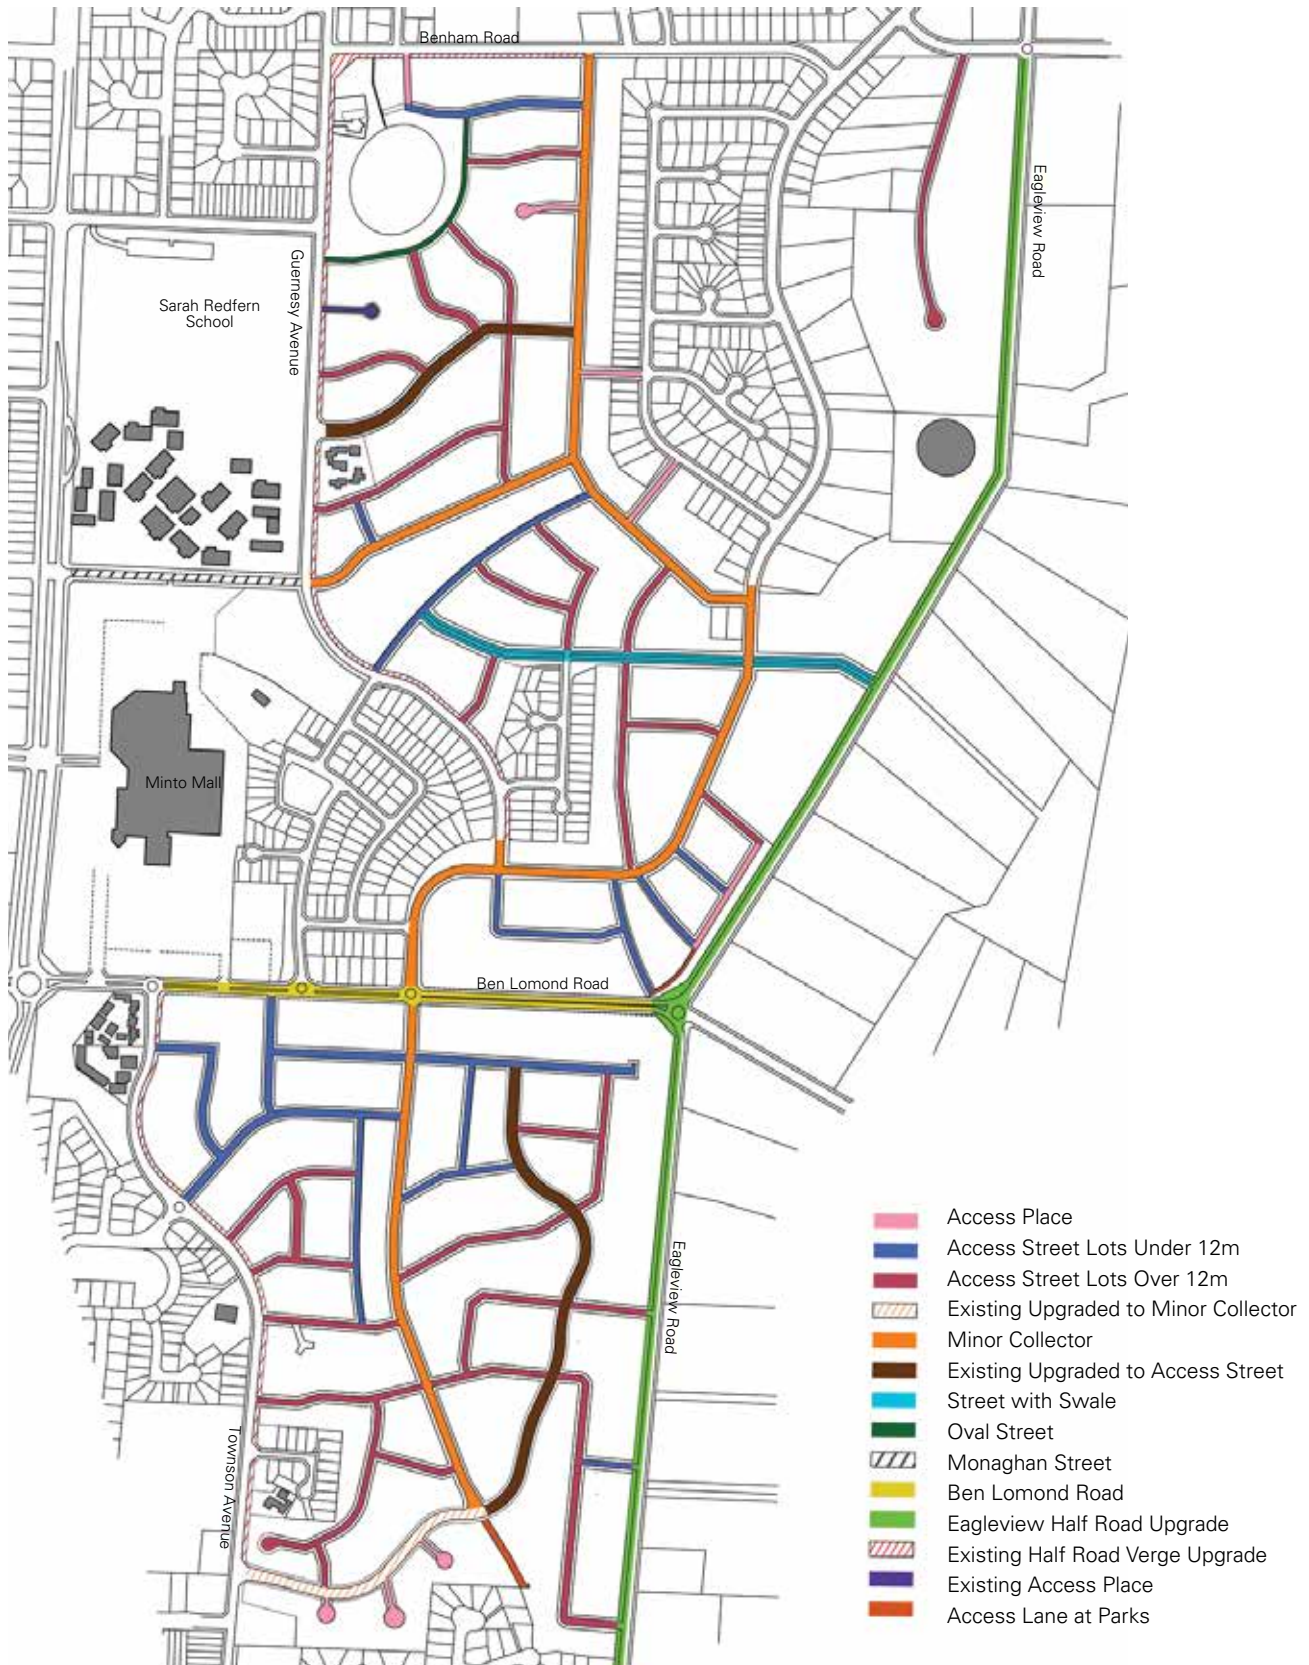 Benham Road
Eagleview Road
Guernesy Avenue
Sarah Redfern
School
Minto Mall
Ben Lomond Road
Eagleview Road
Townson Avenue
Access Place
Access Street Lots Under 12m
Access Street Lots Over 12m
Existing Upgraded to Minor Collector
Minor Collector
Existing Upgraded to Access Street
Street with Swale
Oval Street
Monaghan Street
Ben Lomond Road
Eagleview Half Road Upgrade
Existing Half Road Verge Upgrade
Existing Access Place
Access Lane at Parks